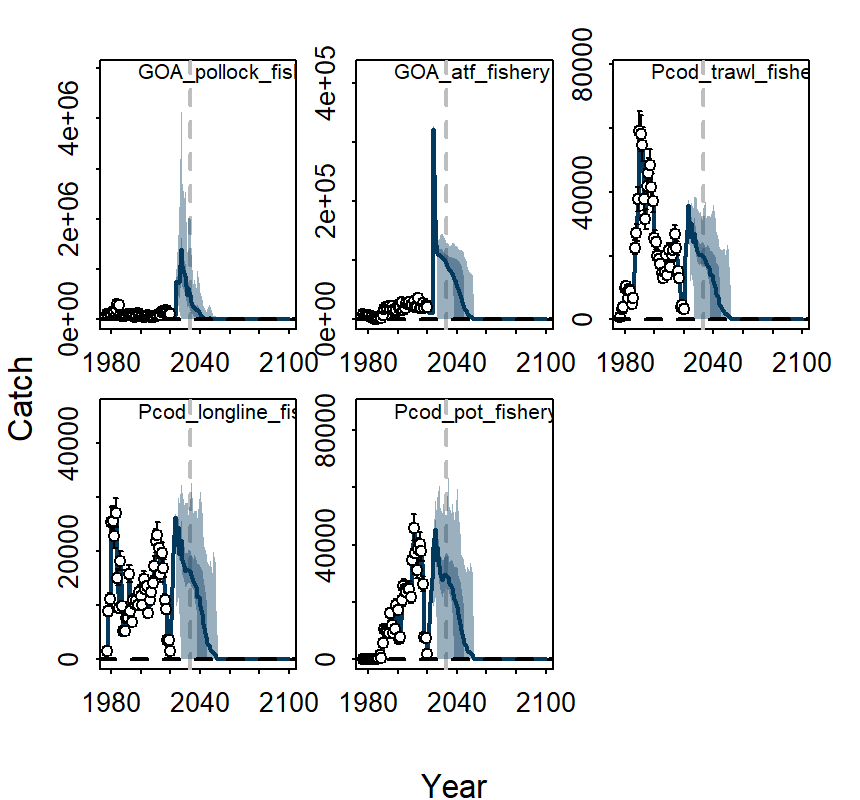 GOA_pollock_fisl
0e+00 2e+06 4e+06
1980 2040 2100
GOA_atf_fishery
0e+00 2e+05 4e+05
1980 2040 2100
Pcod_trawl_fishe
0 40000 80000
1980 2040 2100
Pcod_longline_fis
0 20000 40000
1980 2040 2100
Pcod_pot_fishery
0 40000 80000
1980 2040 2100
Catch
Year